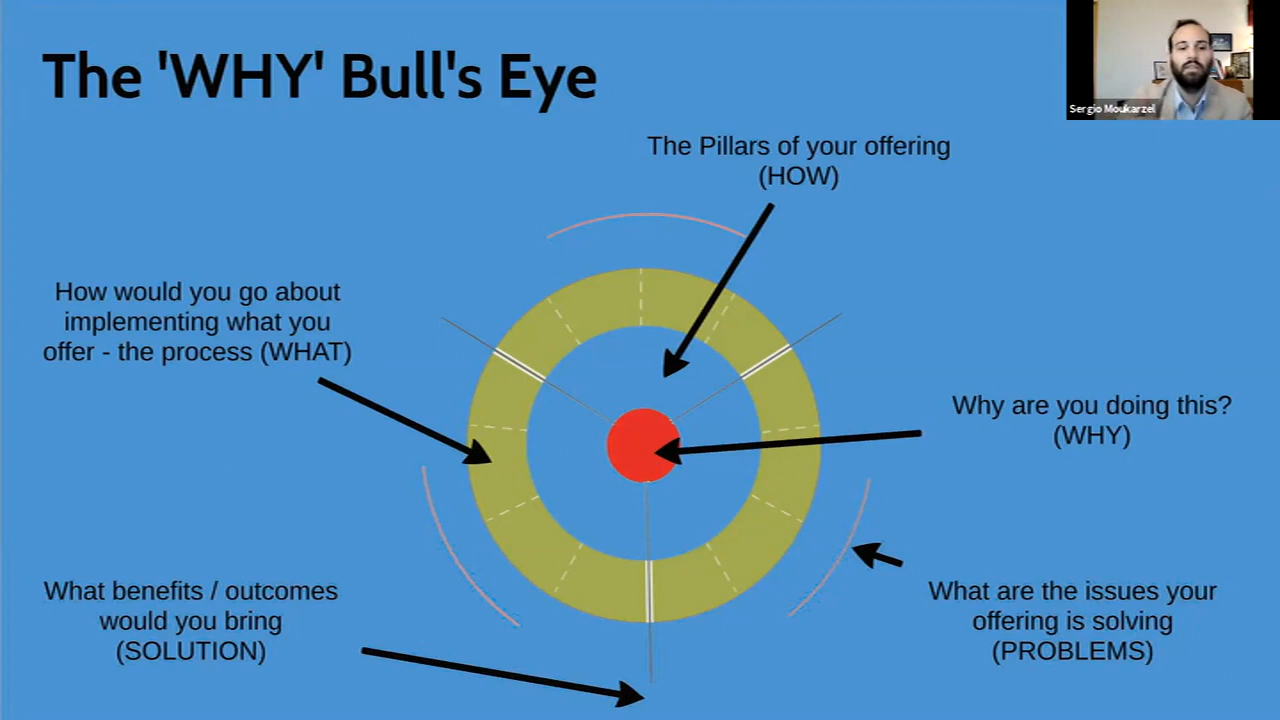 The 'WHY' Bull's Eye
Sergio Moukarzel
The Pillars of your offering
(HOW)
How would you go about
implementing what you
offer - the process (WHAT)
Why are you doing this?
(WHY)
What benefits / outcomes
would you bring
(SOLUTION)
What are the issues your
offering is solving
(PROBLEMS)